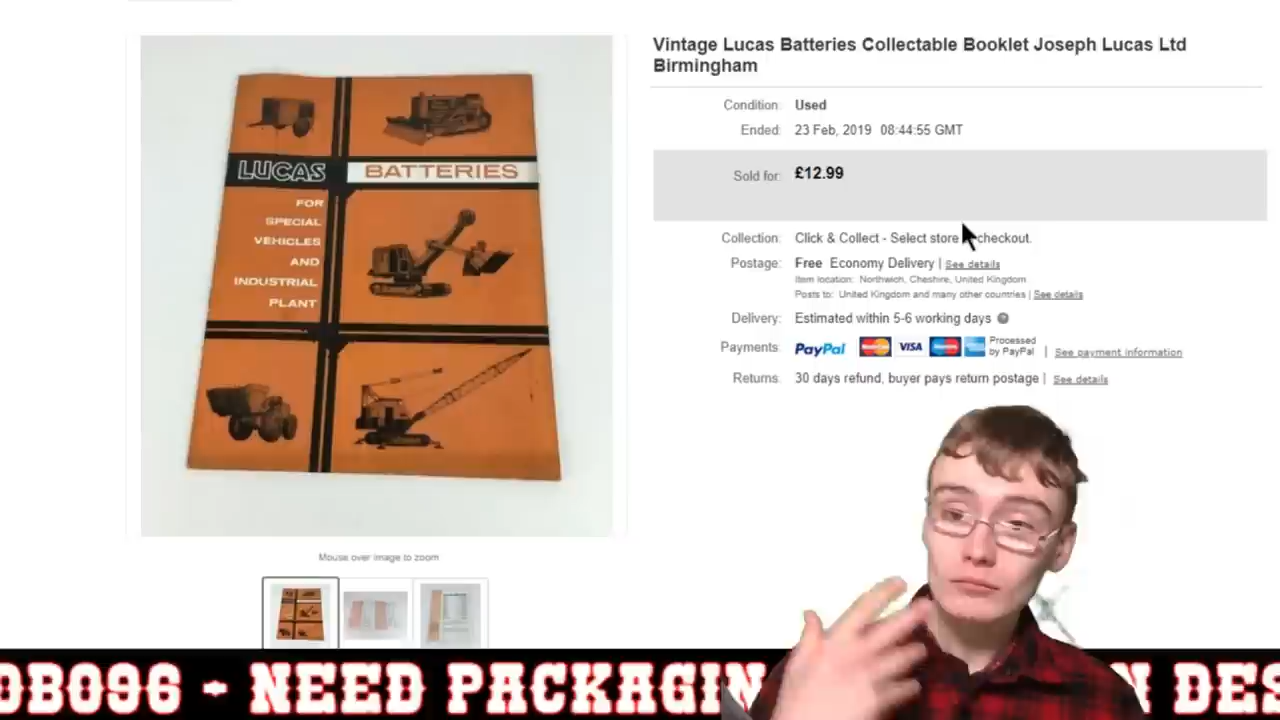 Vintage Lucas Batteries Collectable Booklet Joseph Lucas Ltd
Birmingham
Condition: Used
Ended: 23 Feb, 2019 08:44:55 GMT
Sold for: £12.99
Collection: Click & Collect - Select store checkout.
Postage: Free Economy Delivery | See details
Item location: Northwich, Cheshire, United Kingdom
Posts to: United Kingdom and many other countries | See details
Delivery: Estimated within 5-6 working days
Payments: PayPal MasterCard VISA Processed
by PayPal | See payment information
Returns: 30 days refund, buyer pays return postage | See details
LUCAS BATTERIES
FOR
SPECIAL
VEHICLES
AND
INDUSTRIAL
PLANT
Mouse over image to zoom
OB096 - NEED PACKAGIN N DES